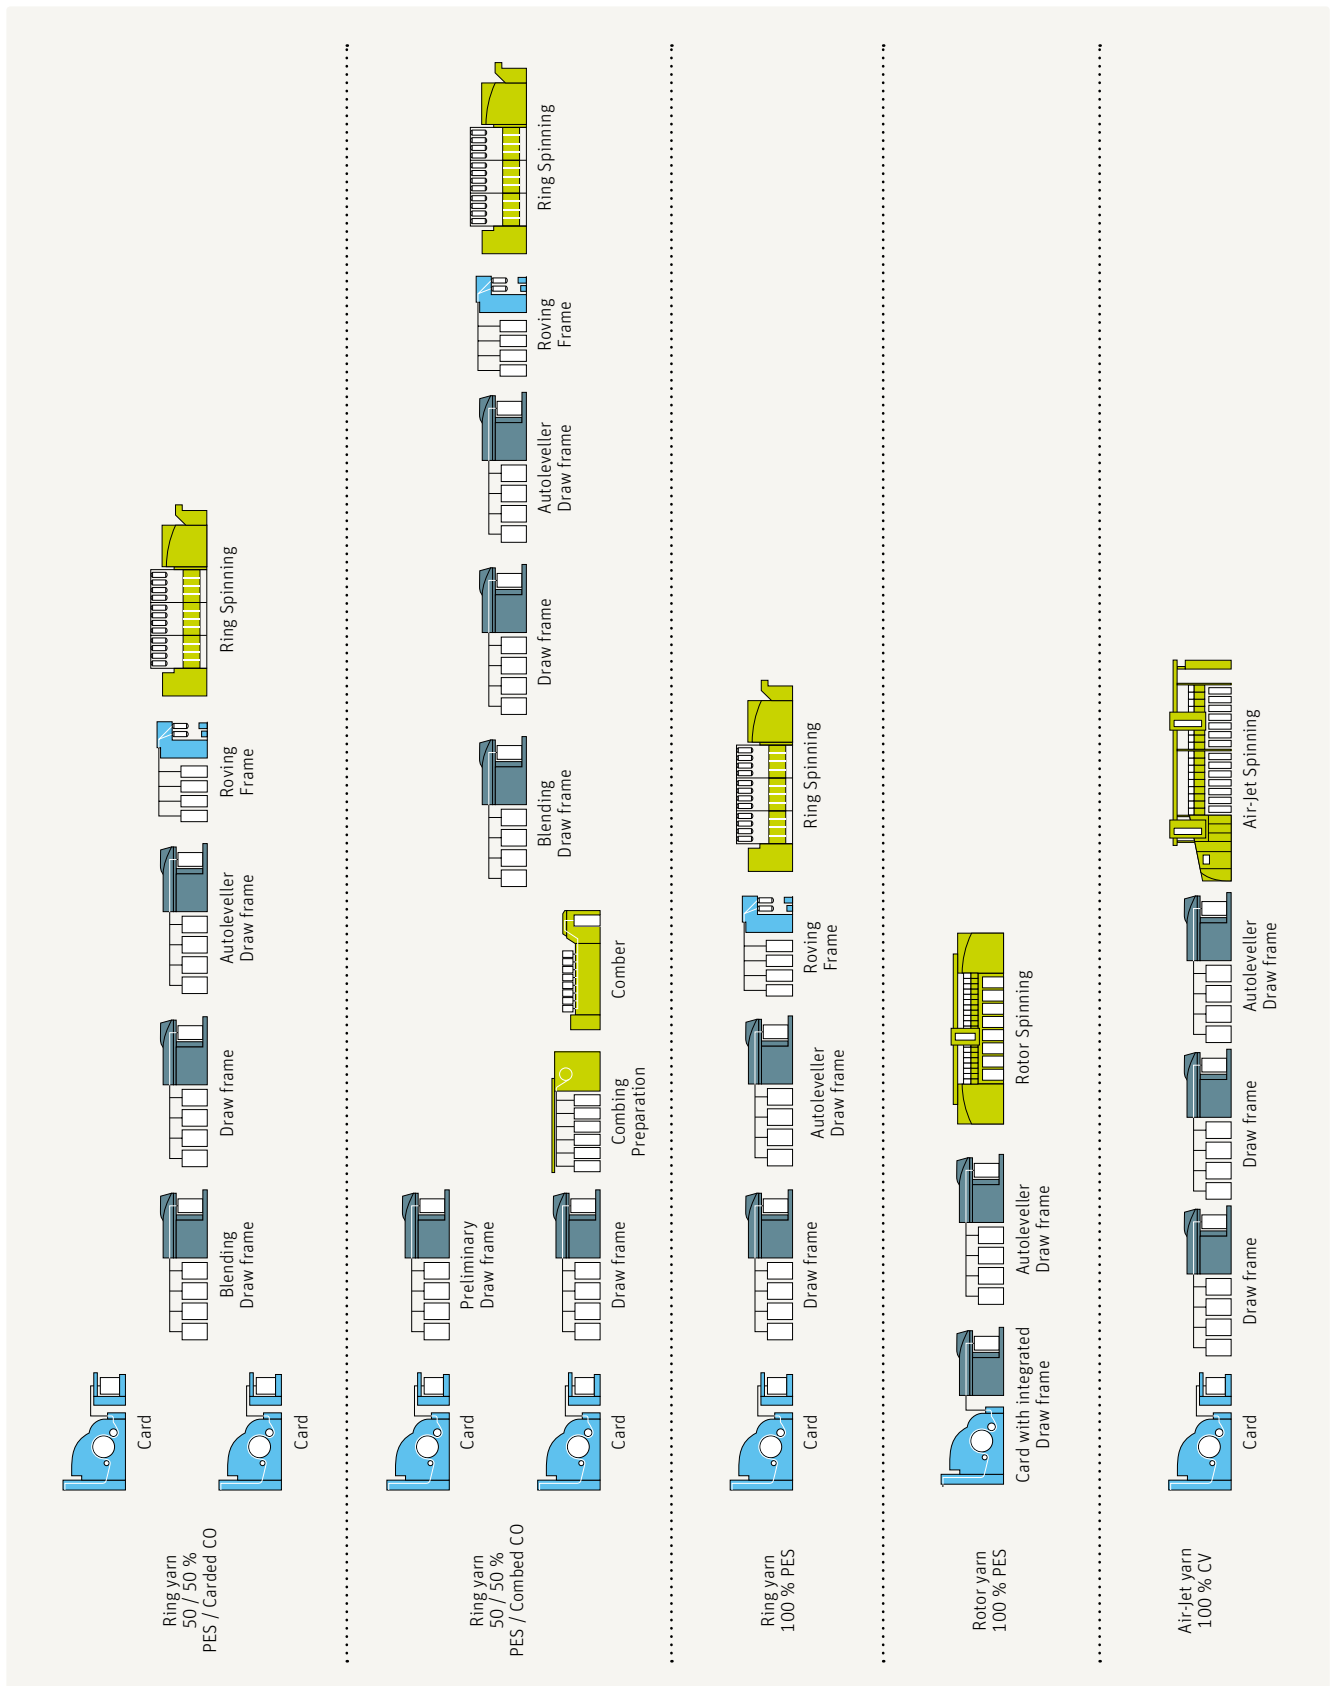 Ring yarn
50 / 50 %
PES / Carded CO
Card
Card
Blending
Draw frame
Draw frame
Autoleveller
Draw frame
Roving
Frame
Ring Spinning
Ring yarn
50 / 50 %
PES / Combed CO
Card
Preliminary
Draw frame
Card
Draw frame
Combing
Preparation
Comber
Blending
Draw frame
Draw frame
Autoleveller
Draw frame
Roving
Frame
Ring Spinning
Ring yarn
100 % PES
Card
Draw frame
Autoleveller
Draw frame
Roving
Frame
Ring Spinning
Rotor yarn
100 % PES
Card with integrated
Draw frame
Autoleveller
Draw frame
Rotor Spinning
Air-Jet yarn
100 % CV
Card
Draw frame
Draw frame
Autoleveller
Draw frame
Air-Jet Spinning